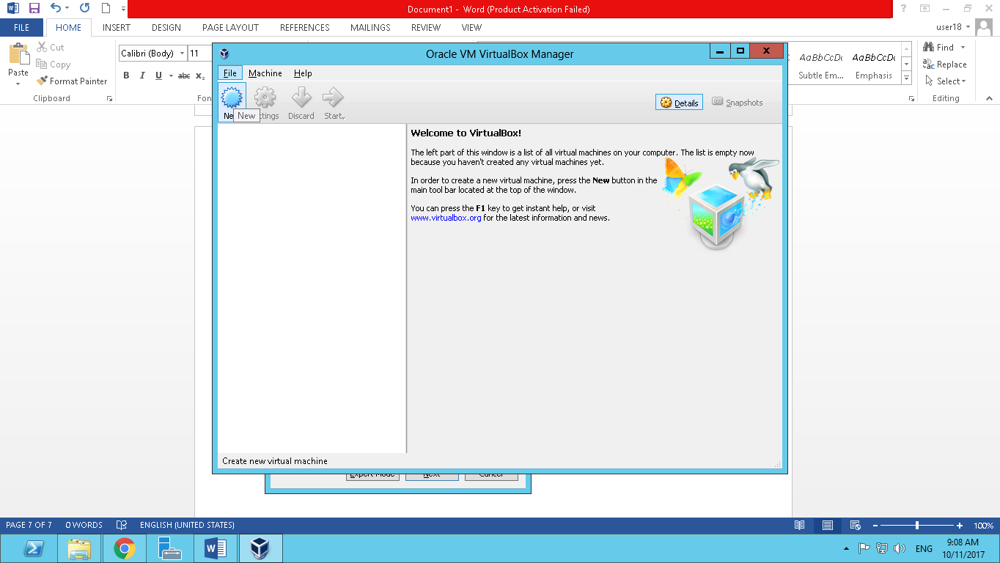 Document1 - Word (Product Activation Failed)
FILE HOME INSERT DESIGN PAGE LAYOUT REFERENCES MAILINGS REVIEW VIEW user18
Cut
Copy
Format Painter
Paste
Clipboard
Calibri (Body) 11
B I U abc x₂
AaBbCcDc AaBbCcDc
Subtle Em... Emphasis
Find
Replace
Select
Editing
Oracle VM VirtualBox Manager
File Machine Help
New Discard Start
Details Snapshots
Welcome to VirtualBox!
The left part of this window is a list of all virtual machines on your computer. The list is empty now
because you haven't created any virtual machines yet.
In order to create a new virtual machine, press the New button in the
main tool bar located at the top of the window.
You can press the F1 key to get instant help, or visit
www.virtualbox.org for the latest information and news.
Create new virtual machine
Expert Mode Next Cancel
PAGE 7 OF 7 0 WORDS ENGLISH (UNITED STATES) 100%
ENG 9:08 AM
10/11/2017